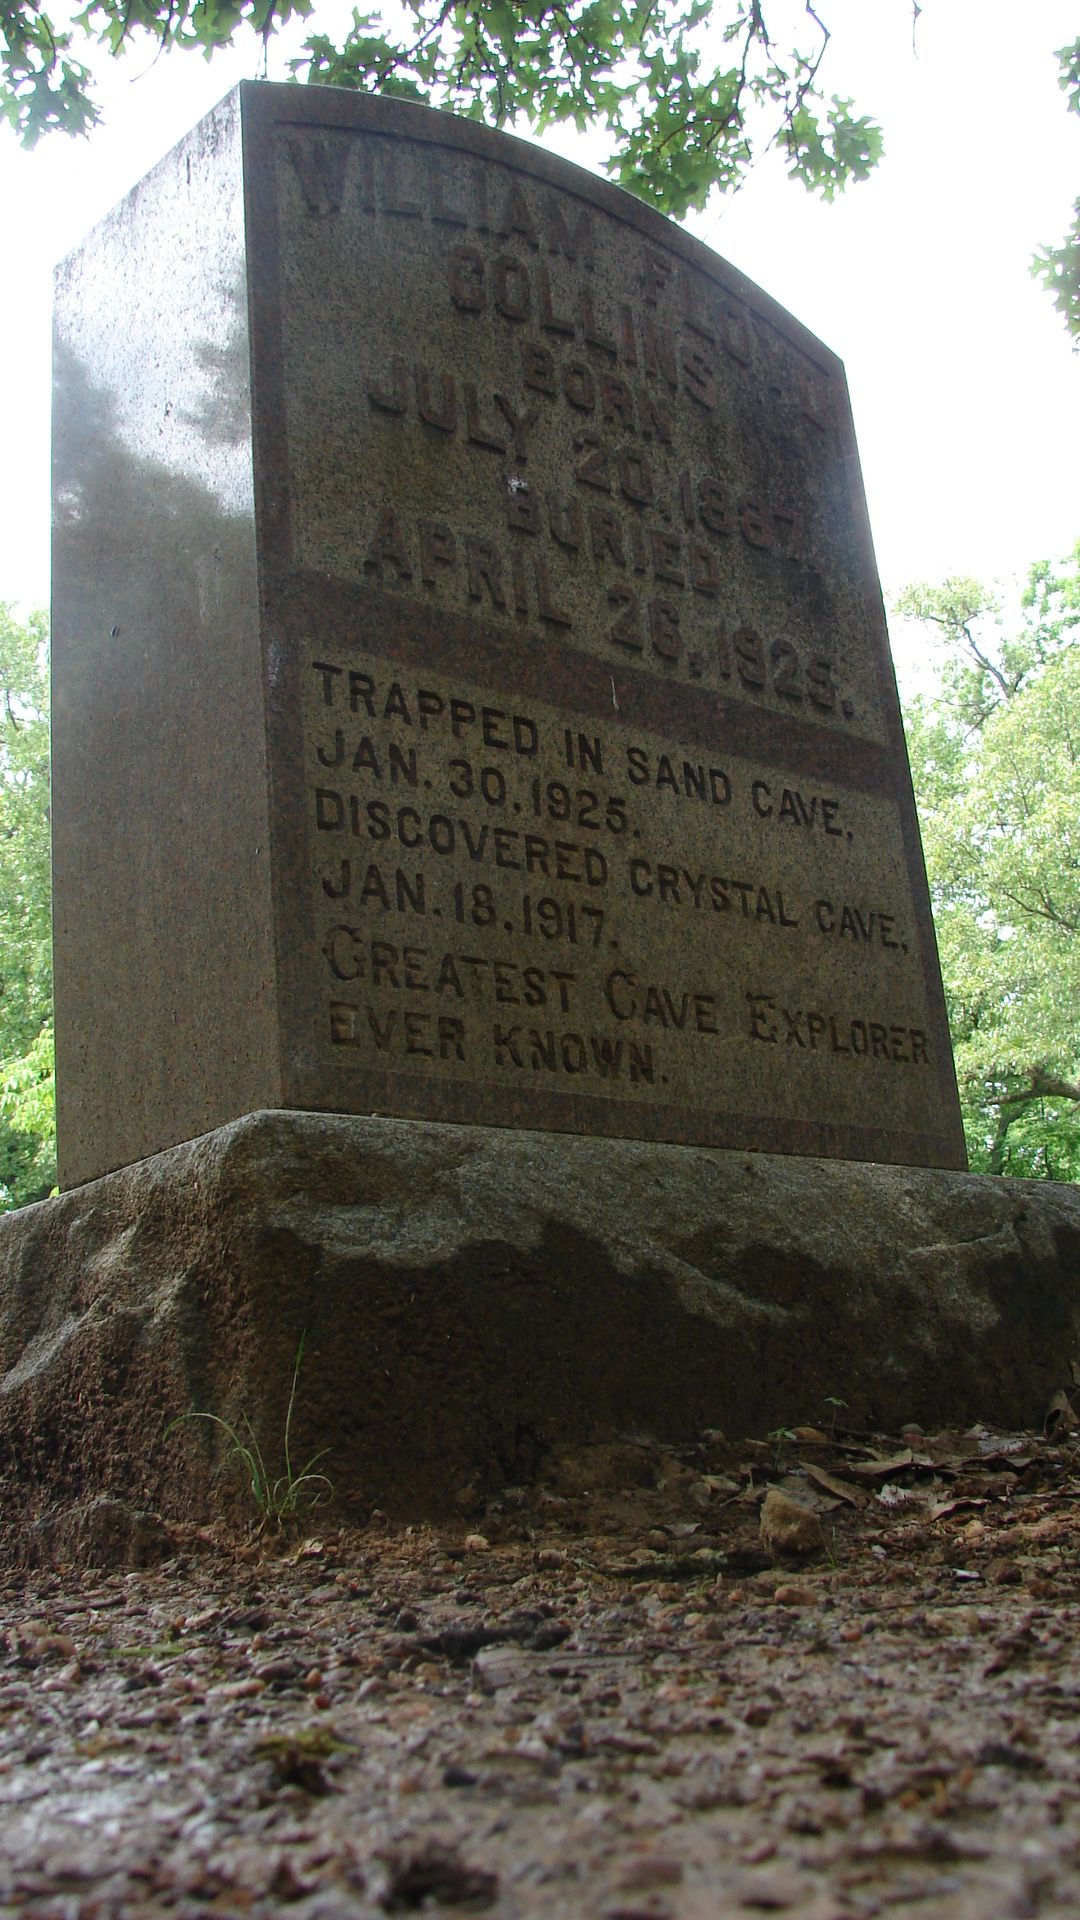 WILLIAM FLOYD
COLLINS
BORN
JULY 20, 1887.
BURIED
APRIL 26, 1925.
TRAPPED IN SAND CAVE,
JAN. 30, 1925.
DISCOVERED CRYSTAL CAVE,
JAN. 18, 1917.
GREATEST CAVE EXPLORER
EVER KNOWN.